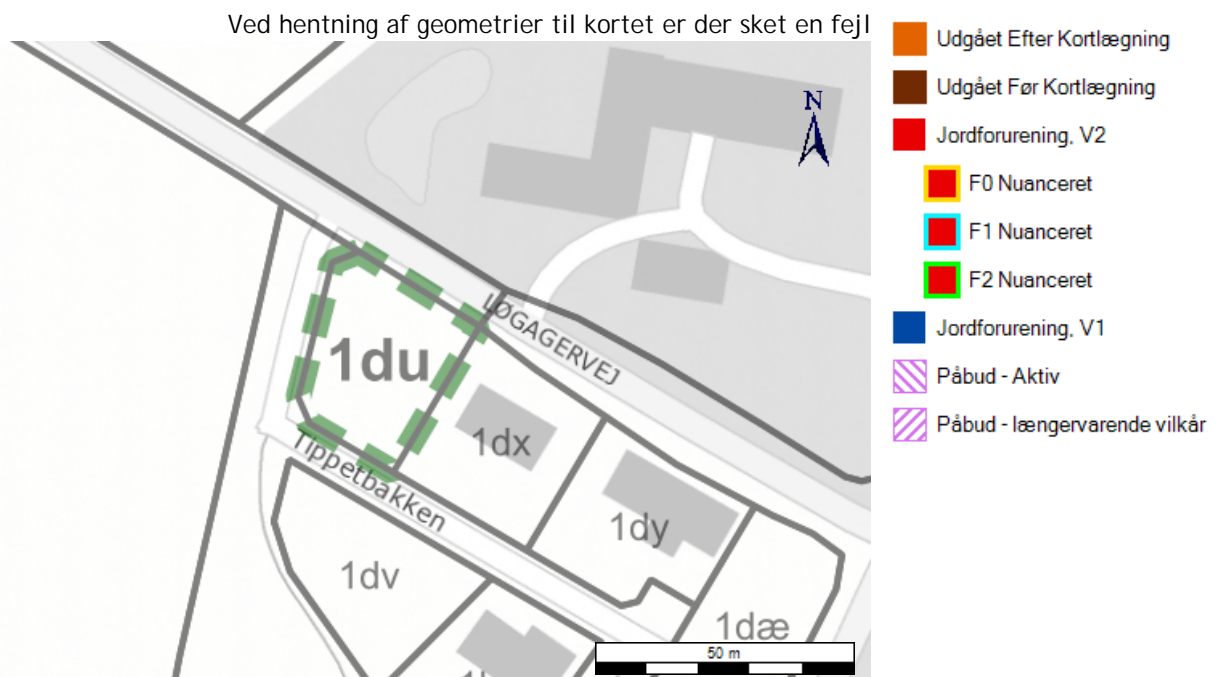 Ved hentning af geometrier til kortet er der sket en fejl
N
LØGAGERVEJ
1du
1dx
Tippetbakken
1dy
1dv
1dæ
50 m
Udgået Efter Kortlægning
Udgået Før Kortlægning
Jordforurening, V2
F0 Nuanceret
F1 Nuanceret
F2 Nuanceret
Jordforurening, V1
Påbud - Aktiv
Påbud - længervarende vilkår